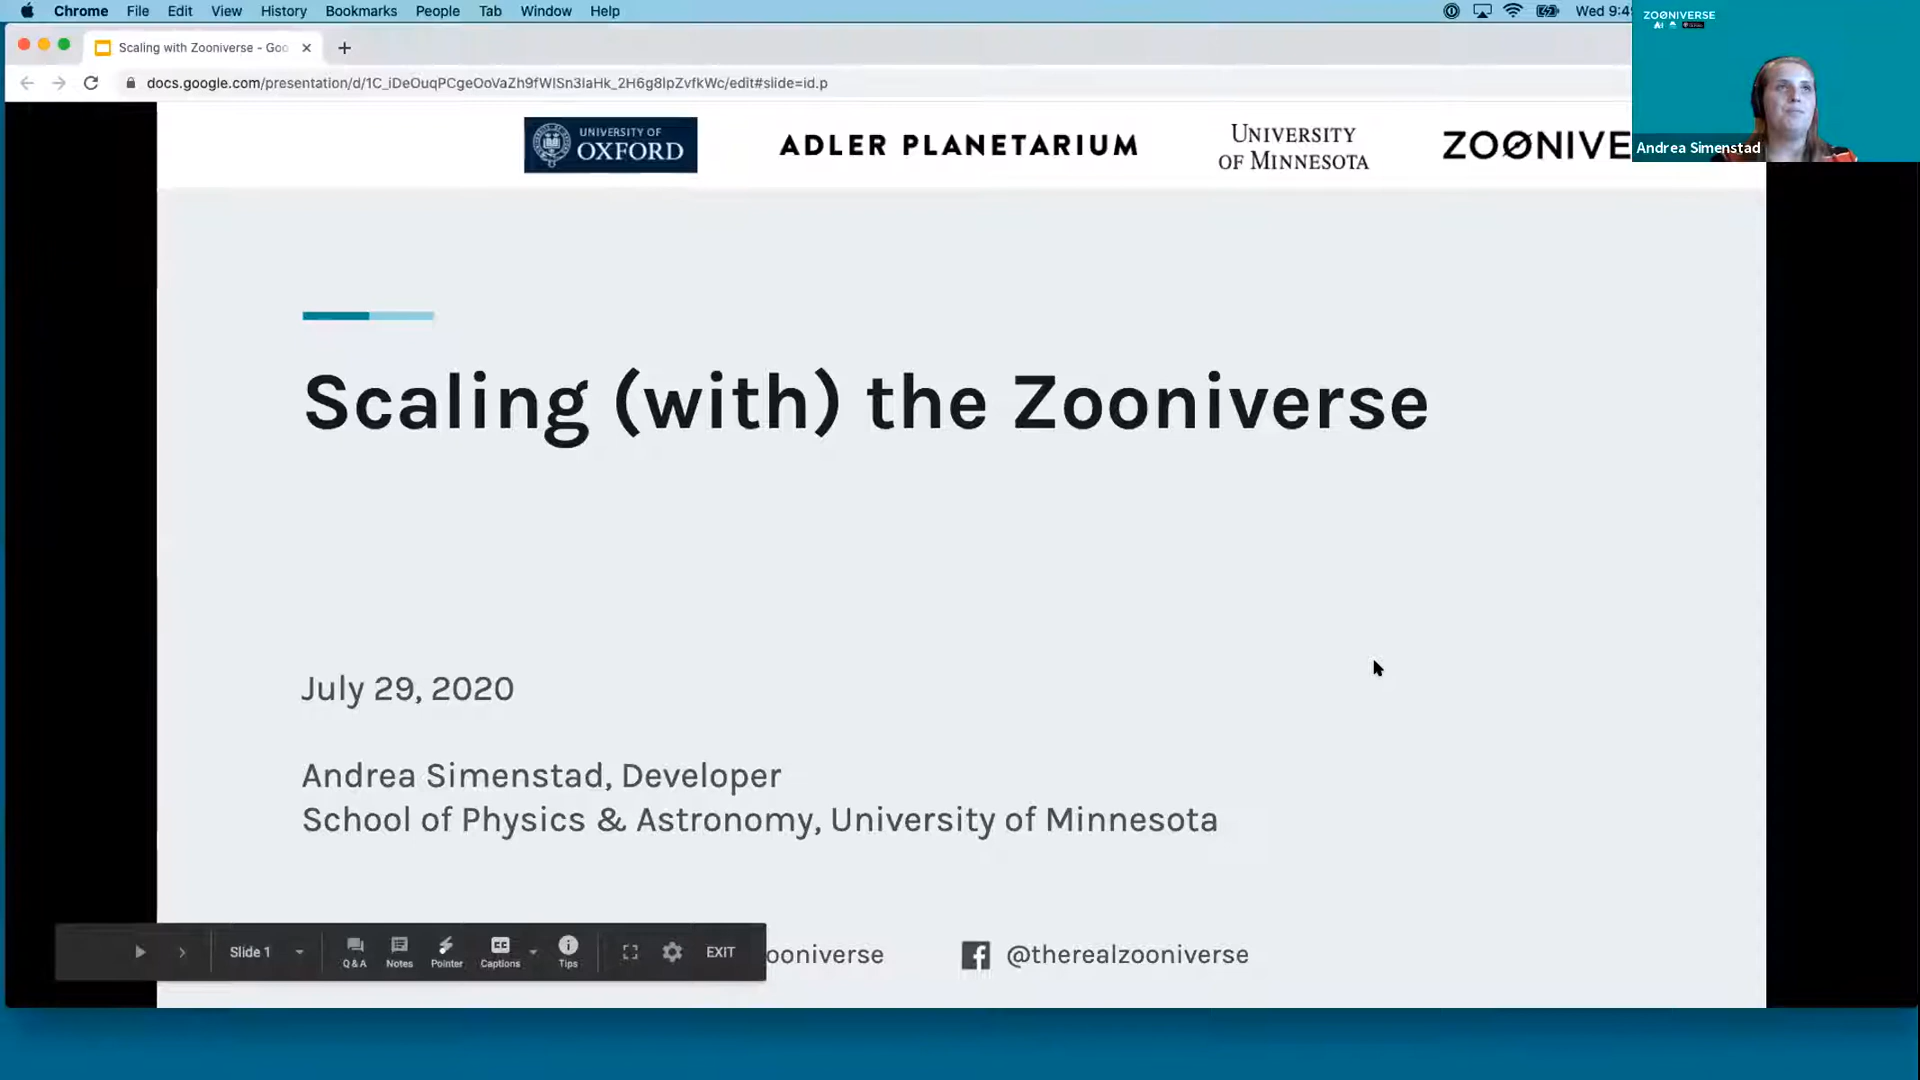 Chrome File Edit View History Bookmarks People Tab Window Help
Wed 9:4
Scaling with Zooniverse - Goo
docs.google.com/presentation/d/1C_iDeOuqPCgeOoVaZh9fWlSn3IaHk_2H6g8lpZvfkWc/edit#slide=id.p
ZOONIVERSE
Andrea Simenstad
UNIVERSITY OF
OXFORD
ADLER PLANETARIUM
UNIVERSITY
OF MINNESOTA
ZOONIVE
Scaling (with) the Zooniverse
July 29, 2020
Andrea Simenstad, Developer
School of Physics & Astronomy, University of Minnesota
Slide 1
Q&A
Notes
Pointer
CC
Captions
Tips
EXIT
ooniverse
@therealzooniverse